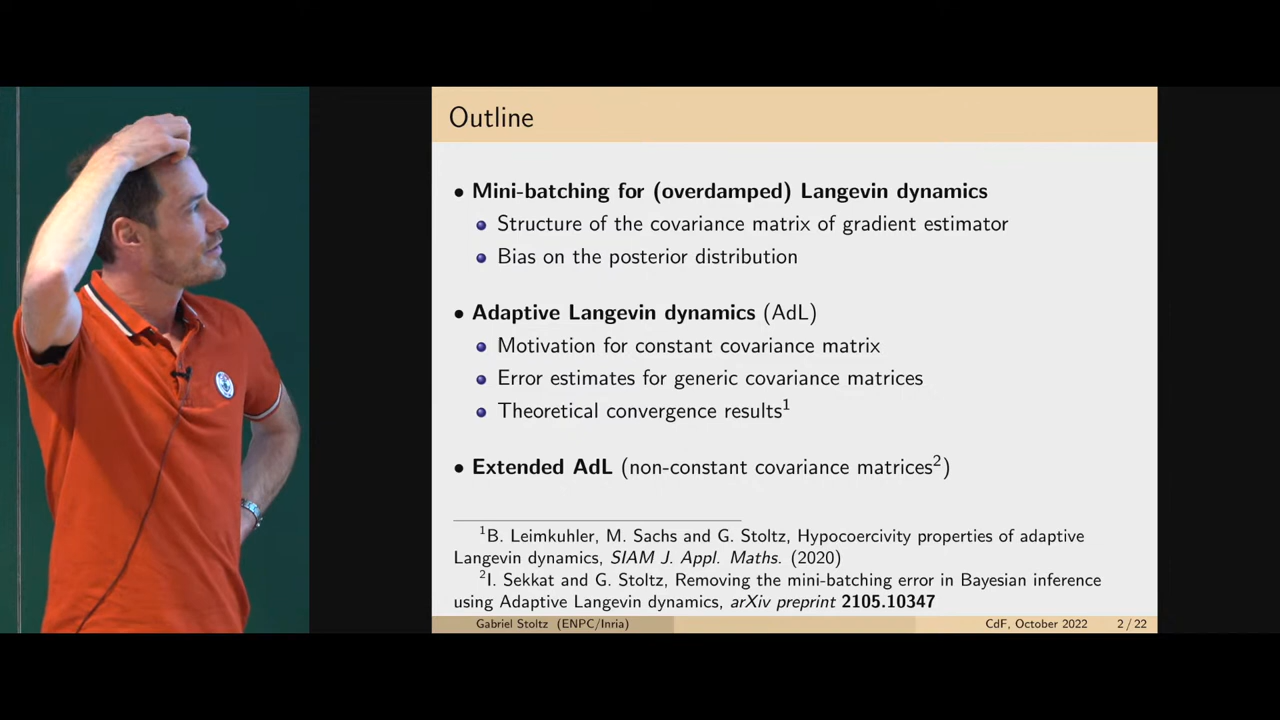 Outline
• Mini-batching for (overdamped) Langevin dynamics
• Structure of the covariance matrix of gradient estimator
• Bias on the posterior distribution
• Adaptive Langevin dynamics (AdL)
• Motivation for constant covariance matrix
• Error estimates for generic covariance matrices
• Theoretical convergence results¹
• Extended AdL (non-constant covariance matrices²)
¹B. Leimkuhler, M. Sachs and G. Stoltz, Hypocoercivity properties of adaptive
Langevin dynamics, SIAM J. Appl. Maths. (2020)
²I. Sekkat and G. Stoltz, Removing the mini-batching error in Bayesian inference
using Adaptive Langevin dynamics, arXiv preprint 2105.10347
Gabriel Stoltz (ENPC/Inria) CdF, October 2022 2 / 22